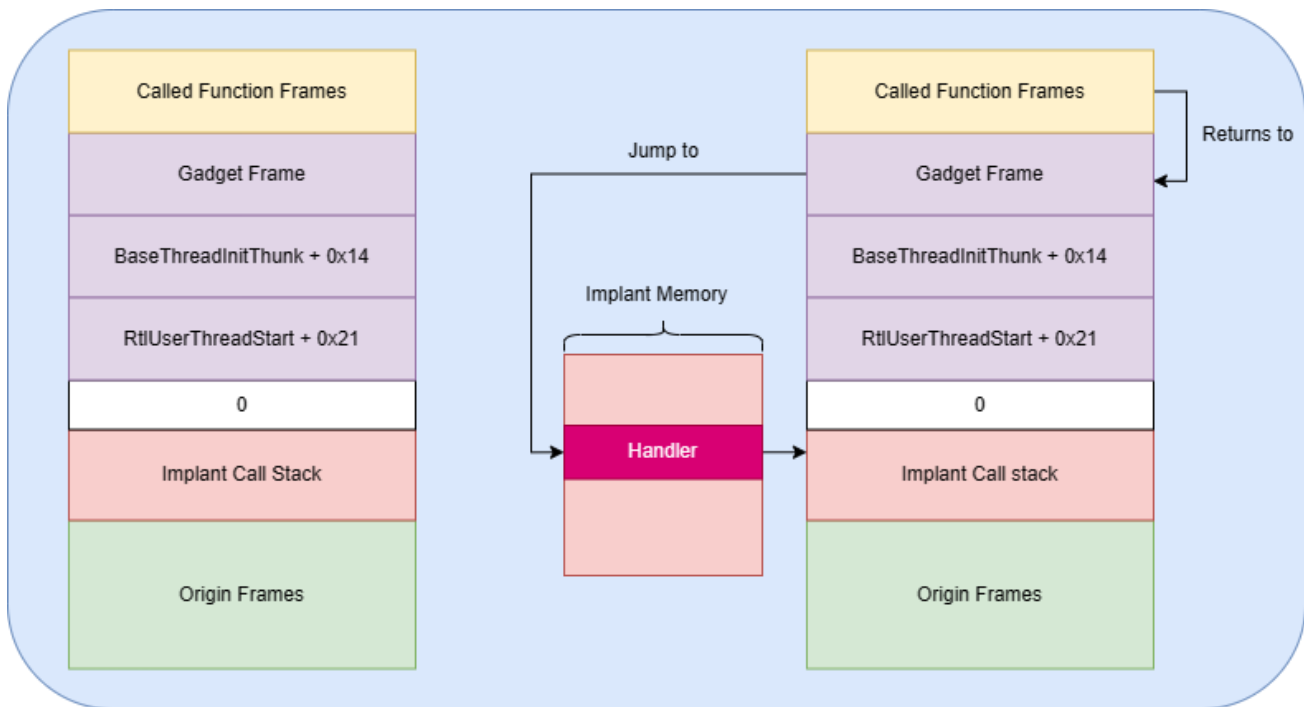 Called Function Frames
Gadget Frame
BaseThreadInitThunk + 0x14
RtlUserThreadStart + 0x21
0
Implant Call Stack
Origin Frames
Jump to
Implant Memory
Handler
Called Function Frames
Returns to
Gadget Frame
BaseThreadInitThunk + 0x14
RtlUserThreadStart + 0x21
0
Implant Call stack
Origin Frames